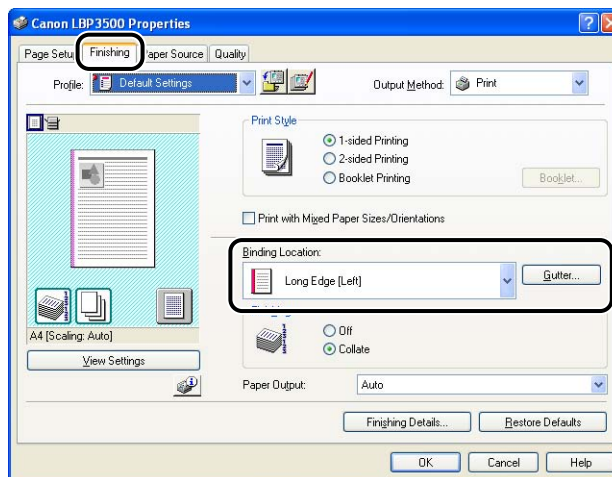 Canon LBP3500 Properties
Page Setu Finishing aper Source Quality
Profile: Default Settings Output Method: Print
Print Style
1-sided Printing
2-sided Printing
Booklet Printing Booklet...
Print with Mixed Paper Sizes/Orientations
Binding Location:
Long Edge [Left] Gutter...
Off
Collate
A4 [Scaling: Auto]
View Settings
Paper Output: Auto
Finishing Details... Restore Defaults
OK Cancel Help